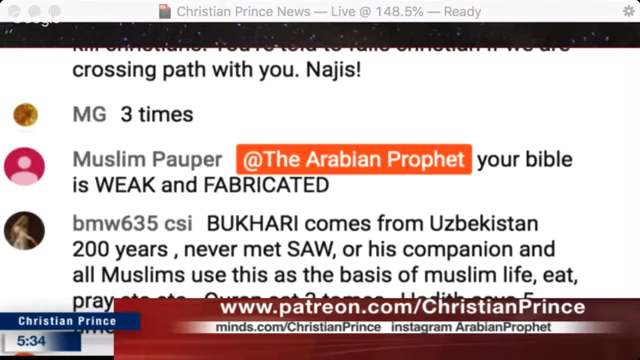 Christian Prince News — Live @ 148.5% — Ready
crossing path with you. Najis!
MG 3 times
Muslim Pauper @The Arabian Prophet your bible
is WEAK and FABRICATED
bmw635 csi BUKHARI comes from Uzbekistan
200 years , never met SAW, or his companion and
all Muslims use this as the basis of muslim life, eat,
www.patreon.com/ChristianPrince
Christian Prince
minds.com/ChristianPrince instagram ArabianProphet
5:34